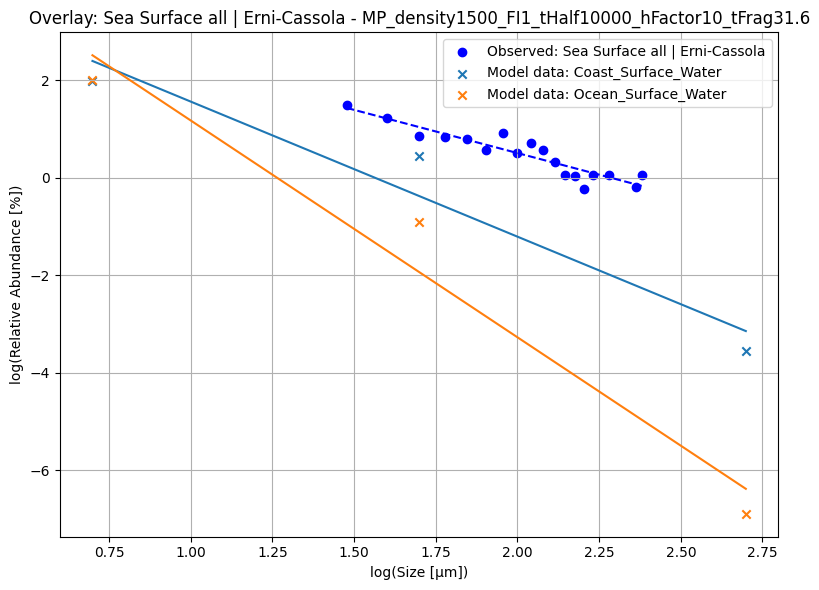 Overlay: Sea Surface all | Erni-Cassola - MP_density1500_FI1_tHalf10000_hFactor10_tFrag31.6
Observed: Sea Surface all | Erni-Cassola
Model data: Coast_Surface_Water
Model data: Ocean_Surface_Water
log(Relative Abundance [%])
2
0
−2
−4
−6
0.75 1.00 1.25 1.50 1.75 2.00 2.25 2.50 2.75
log(Size [µm])